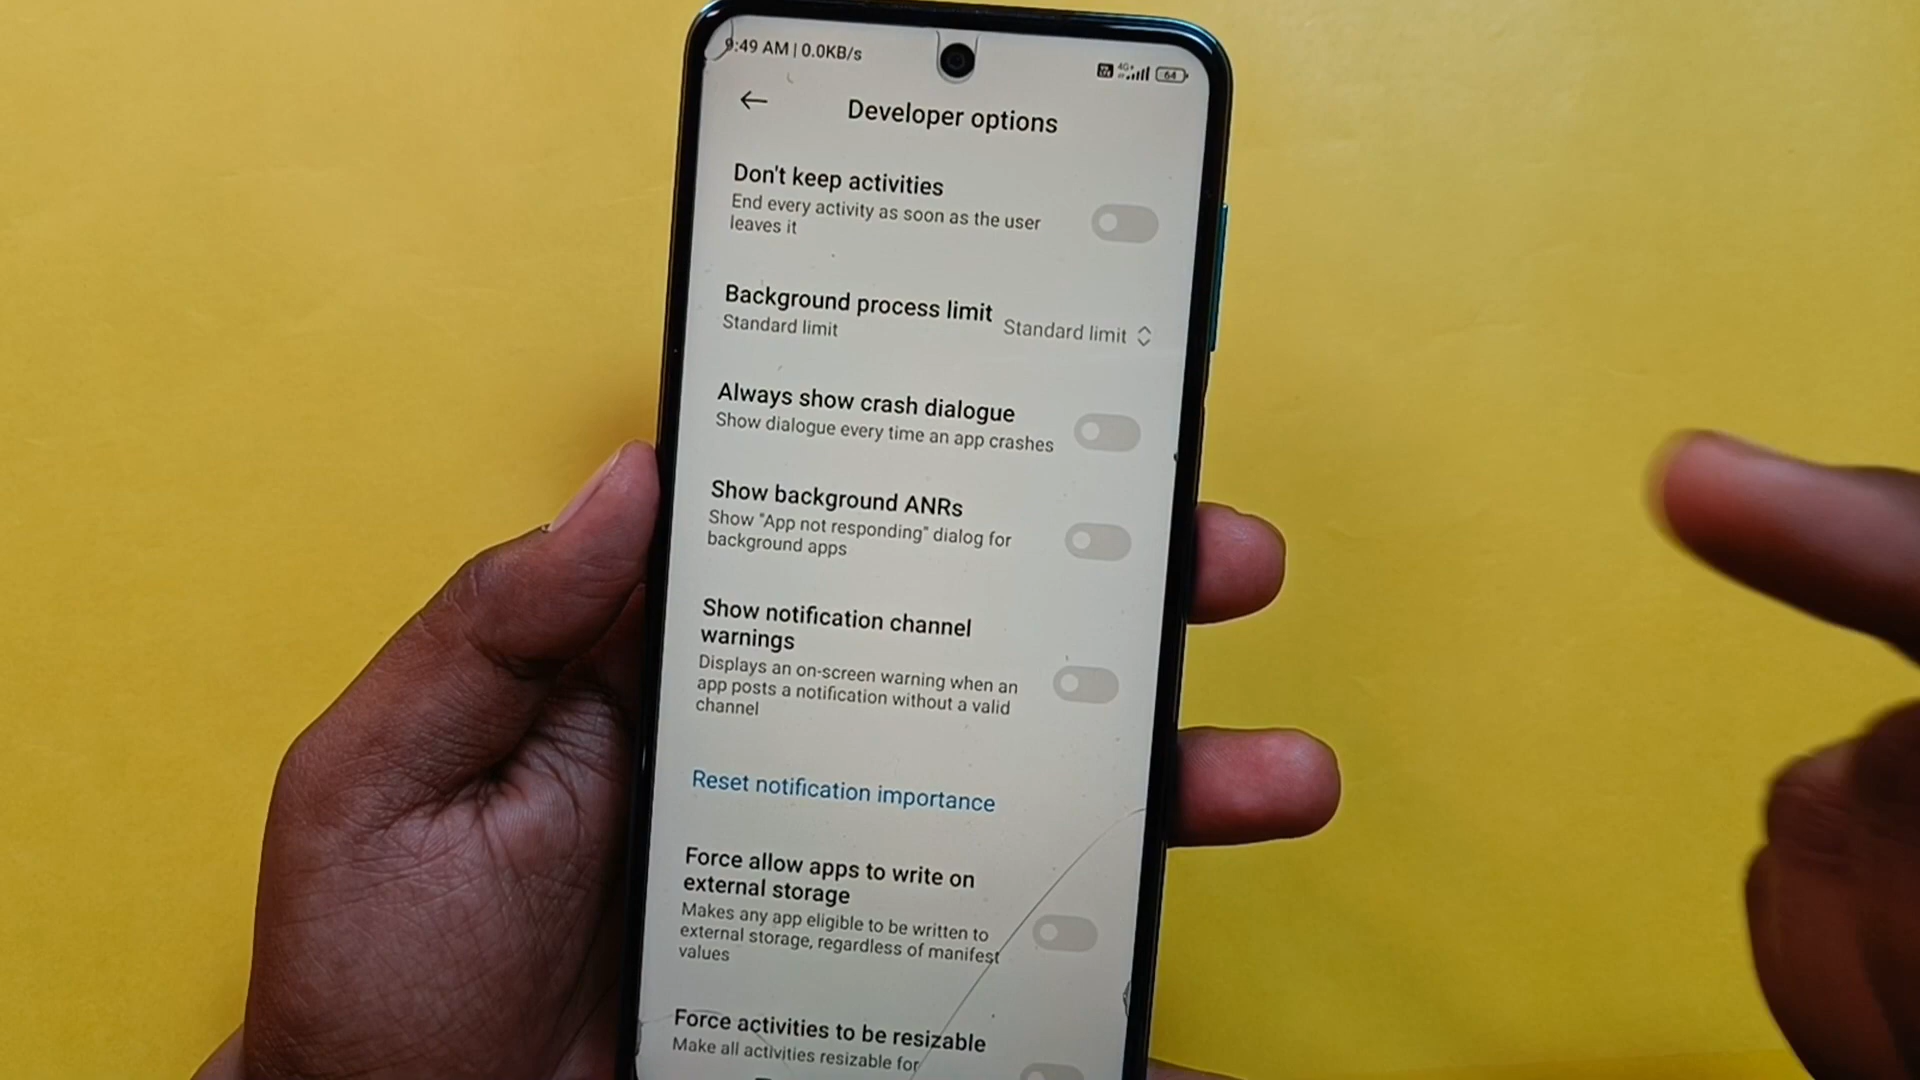 9:49 AM | 0.0KB/s
4G+
64
Developer options
Don't keep activities
End every activity as soon as the user
leaves it
Background process limit
Standard limit
Standard limit
Always show crash dialogue
Show dialogue every time an app crashes
Show background ANRs
Show "App not responding" dialog for
background apps
Show notification channel
warnings
Displays an on-screen warning when an
app posts a notification without a valid
channel
Reset notification importance
Force allow apps to write on
external storage
Makes any app eligible to be written to
external storage, regardless of manifest
values
Force activities to be resizable
Make all activities resizable for